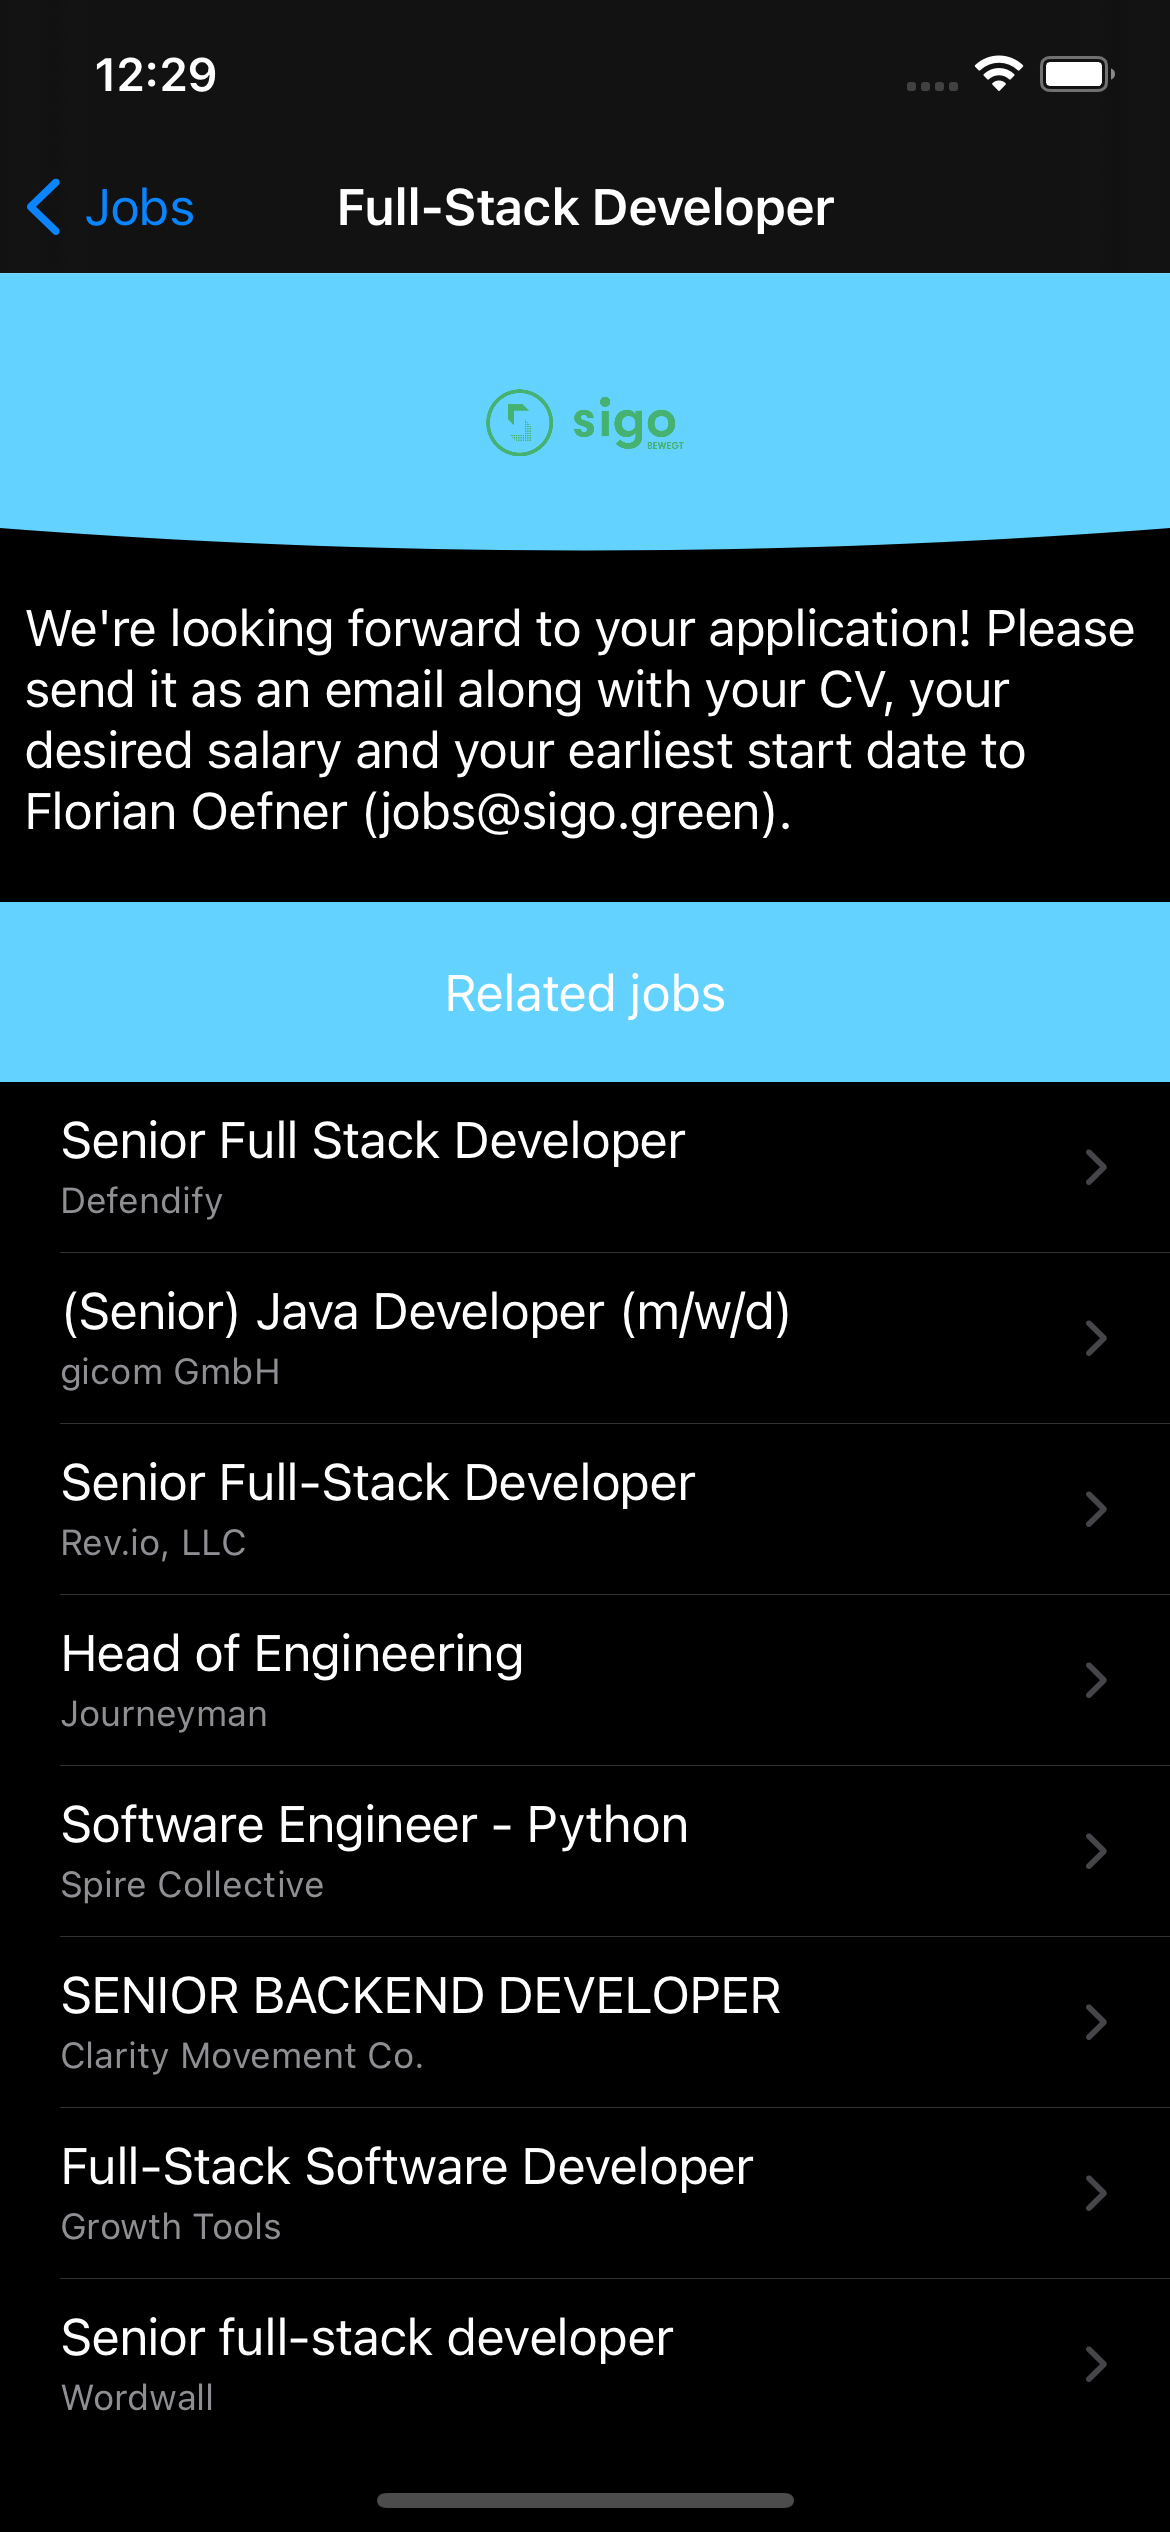 12:29
Jobs
Full-Stack Developer
sigo
BEWEGT
We're looking forward to your application! Please
send it as an email along with your CV, your
desired salary and your earliest start date to
Florian Oefner (jobs@sigo.green).
Related jobs
Senior Full Stack Developer
Defendify
(Senior) Java Developer (m/w/d)
gicom GmbH
Senior Full-Stack Developer
Rev.io, LLC
Head of Engineering
Journeyman
Software Engineer - Python
Spire Collective
SENIOR BACKEND DEVELOPER
Clarity Movement Co.
Full-Stack Software Developer
Growth Tools
Senior full-stack developer
Wordwall